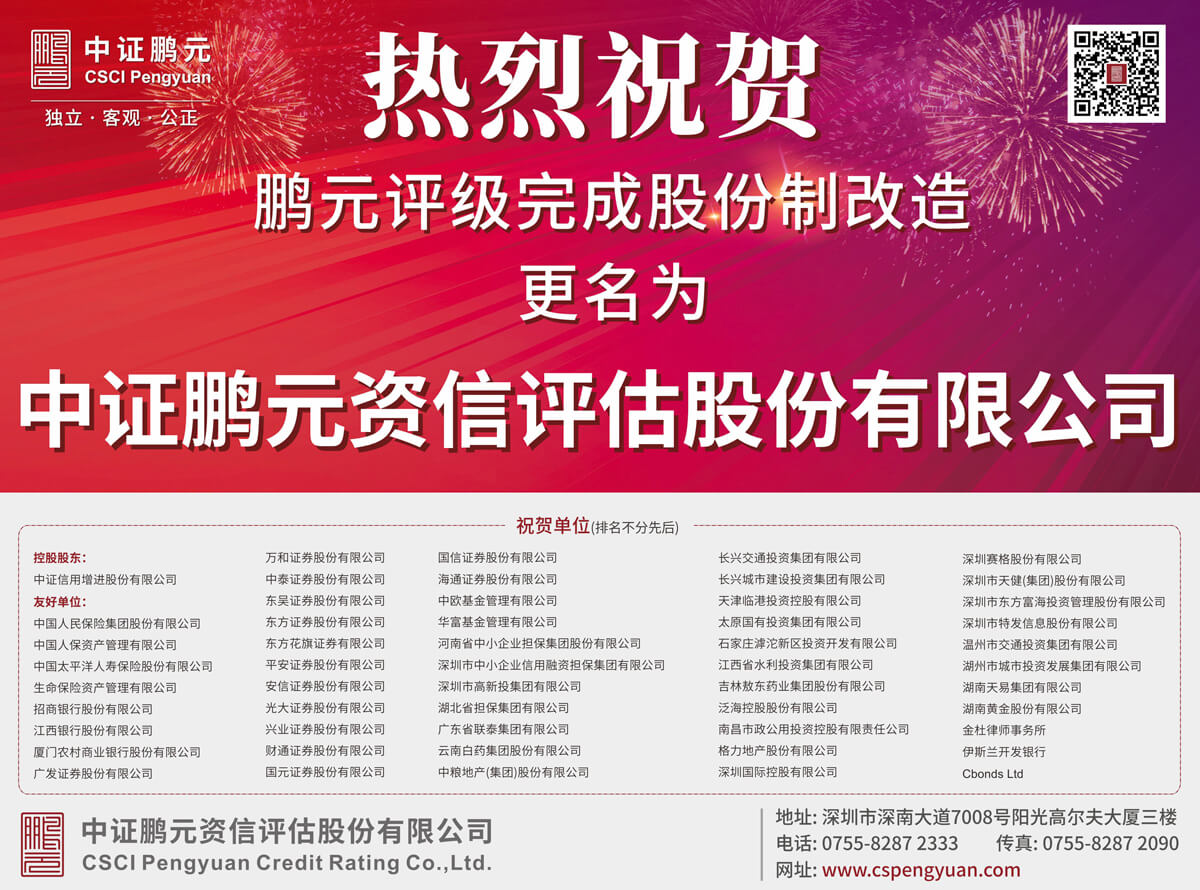 中证鹏元
CSCI Pengyuan
独立·客观·公正
热烈祝贺
鹏元评级完成股份制改造
更名为
中证鹏元资信评估股份有限公司
祝贺单位(排名不分先后)
控股股东：
中证信用增进股份有限公司
友好单位：
中国人民保险集团股份有限公司
中国人保资产管理有限公司
中国太平洋人寿保险股份有限公司
生命保险资产管理有限公司
招商银行股份有限公司
江西银行股份有限公司
厦门农村商业银行股份有限公司
广发证券股份有限公司
万和证券股份有限公司
中泰证券股份有限公司
东吴证券股份有限公司
东方证券股份有限公司
东方花旗证券有限公司
平安证券股份有限公司
安信证券股份有限公司
光大证券股份有限公司
兴业证券股份有限公司
财通证券股份有限公司
国元证券股份有限公司
国信证券股份有限公司
海通证券股份有限公司
中欧基金管理有限公司
华富基金管理有限公司
河南省中小企业担保集团股份有限公司
深圳市中小企业信用融资担保集团有限公司
深圳市高新投集团有限公司
湖北省担保集团有限公司
广东省联泰集团有限公司
云南白药集团股份有限公司
中粮地产(集团)股份有限公司
长兴交通投资集团有限公司
长兴城市建设投资集团有限公司
天津临港投资控股有限公司
太原国有投资集团有限公司
石家庄滹沱新区投资开发有限公司
江西省水利投资集团有限公司
吉林敖东药业集团股份有限公司
泛海控股股份有限公司
南昌市政公用投资控股有限责任公司
格力地产股份有限公司
深圳国际控股有限公司
深圳赛格股份有限公司
深圳市天健(集团)股份有限公司
深圳市东方富海投资管理股份有限公司
深圳市特发信息股份有限公司
温州市交通投资集团有限公司
湖州市城市投资发展集团有限公司
湖南天易集团有限公司
湖南黄金股份有限公司
金杜律师事务所
伊斯兰开发银行
Cbonds Ltd
中证鹏元资信评估股份有限公司
CSCI Pengyuan Credit Rating Co.,Ltd.
地址: 深圳市深南大道7008号阳光高尔夫大厦三楼
电话: 0755-8287 2333 传真: 0755-8287 2090
网址: www.cspengyuan.com